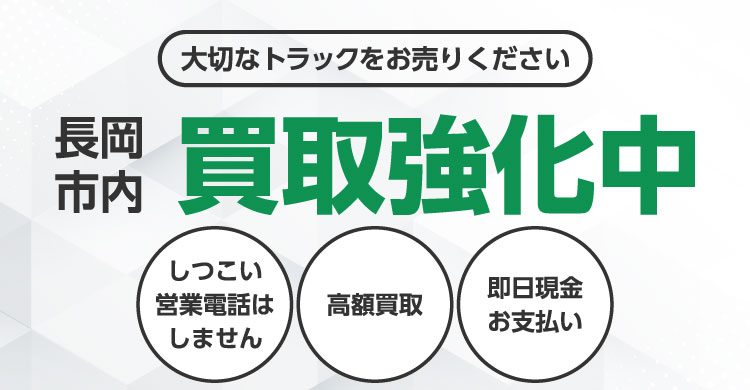 大切なトラックをお売りください
長岡
市内
買取強化中
しつこい
営業電話は
しません
高額買取
即日現金
お支払い